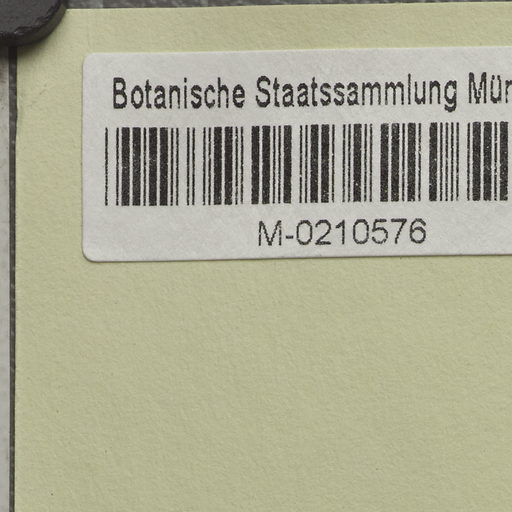 Botanische Staatssammlung Mün
M-0210576